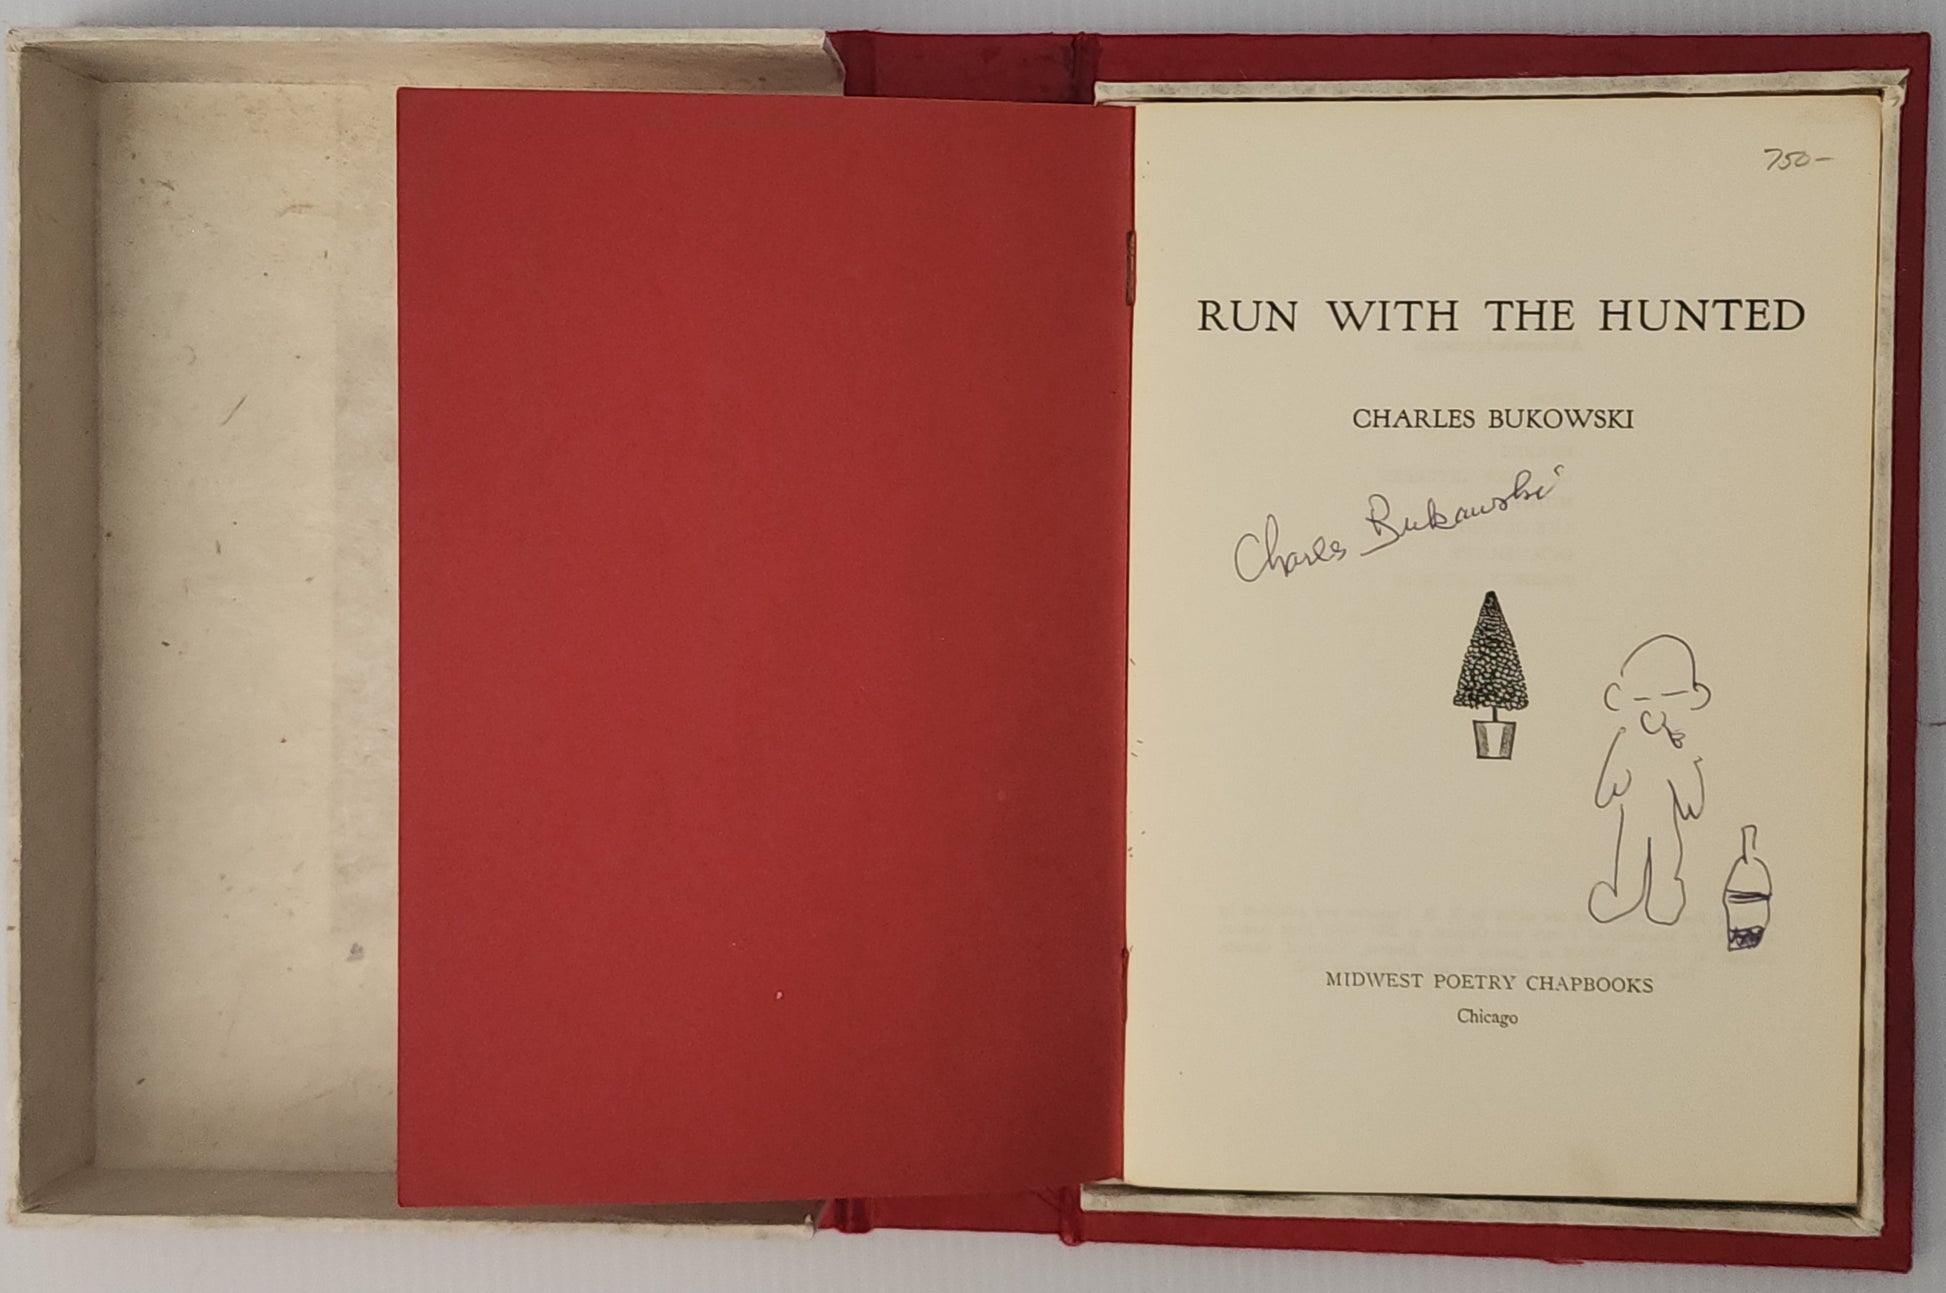 750-
RUN WITH THE HUNTED
CHARLES BUKOWSKI
Charles Bukowski
MIDWEST POETRY CHAPBOOKS
Chicago